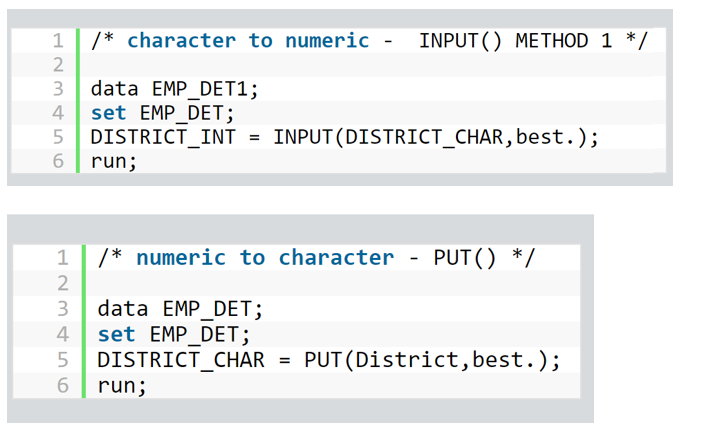 1 /* character to numeric -  INPUT() METHOD 1 */
2
3 data EMP_DET1;
4 set EMP_DET;
5 DISTRICT_INT = INPUT(DISTRICT_CHAR,best.);
6 run;
1 /* numeric to character - PUT() */
2
3 data EMP_DET;
4 set EMP_DET;
5 DISTRICT_CHAR = PUT(District,best.);
6 run;